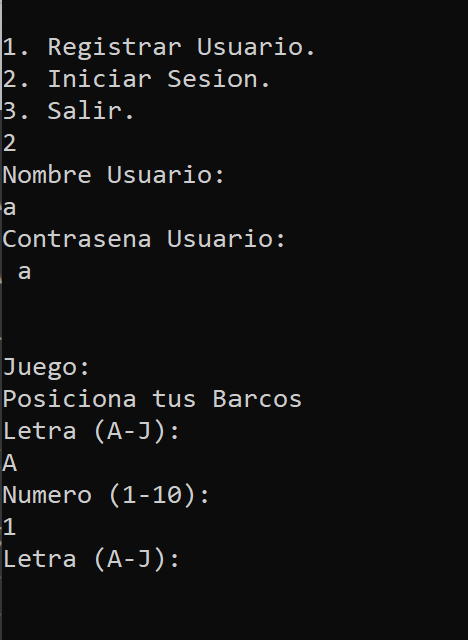 1. Registrar Usuario.
2. Iniciar Sesion.
3. Salir.
2
Nombre Usuario:
a
Contrasena Usuario:
a
Juego:
Posiciona tus Barcos
Letra (A-J):
A
Numero (1-10):
1
Letra (A-J):